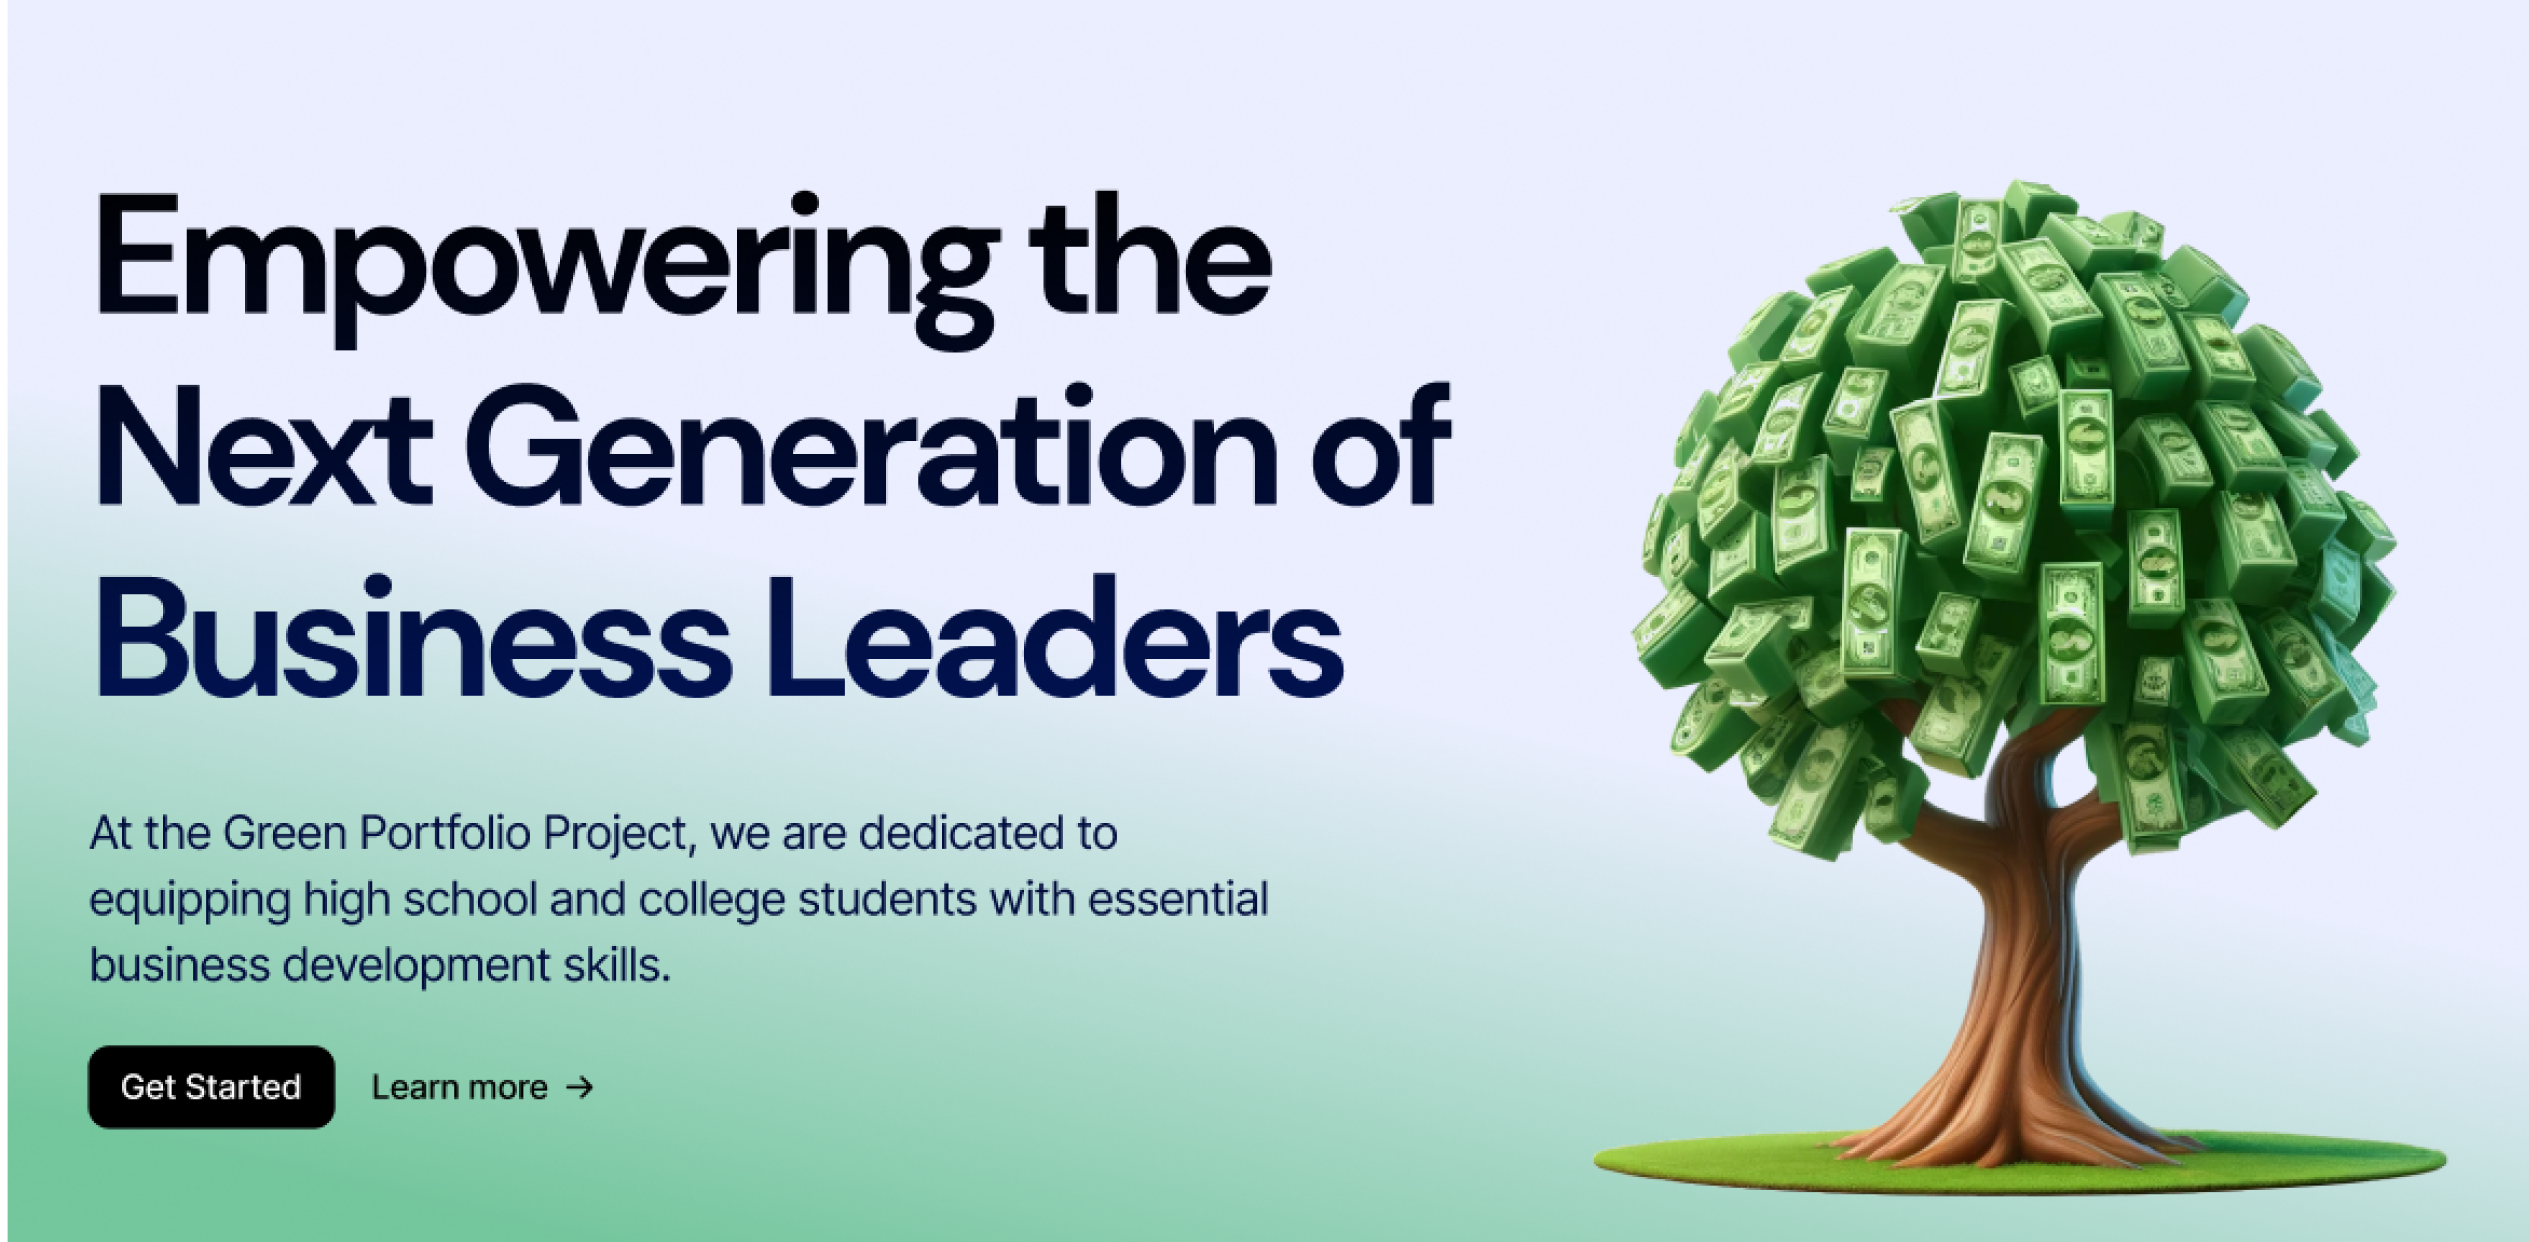 Empowering the
Next Generation of
Business Leaders
At the Green Portfolio Project, we are dedicated to
equipping high school and college students with essential
business development skills.
Get Started
Learn more →